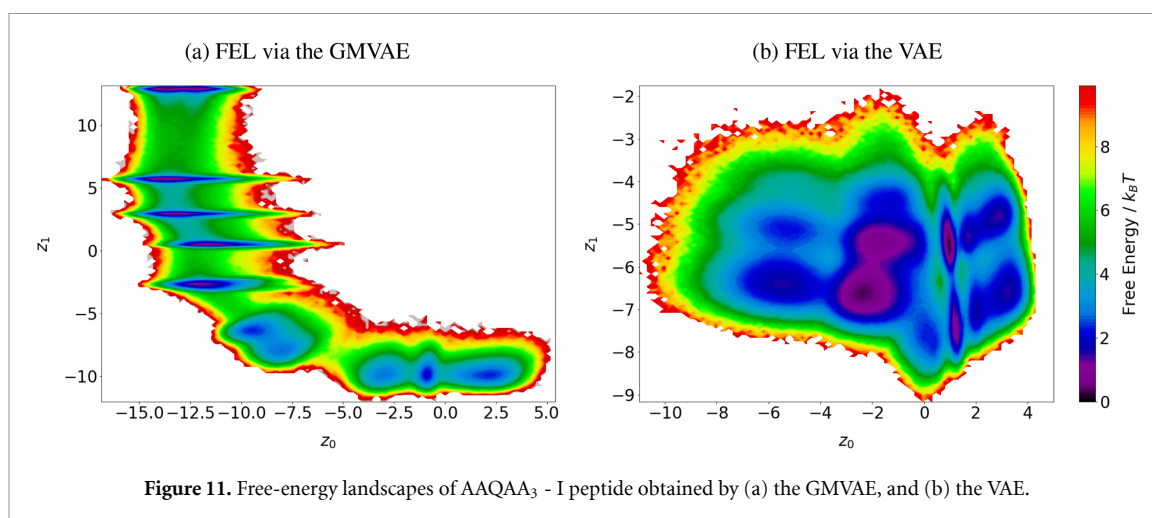 (a) FEL via the GMVAE
(b) FEL via the VAE
10
5
0
−5
−10
z1
−15.0 −12.5 −10.0 −7.5 −5.0 −2.5 0.0 2.5 5.0
z0
−2
−3
−4
−5
−6
−7
−8
−9
z1
−10 −8 −6 −4 −2 0 2 4
z0
8
6
4
2
0
Free Energy / kBT
Figure 11. Free-energy landscapes of AAQAA3 - I peptide obtained by (a) the GMVAE, and (b) the VAE.